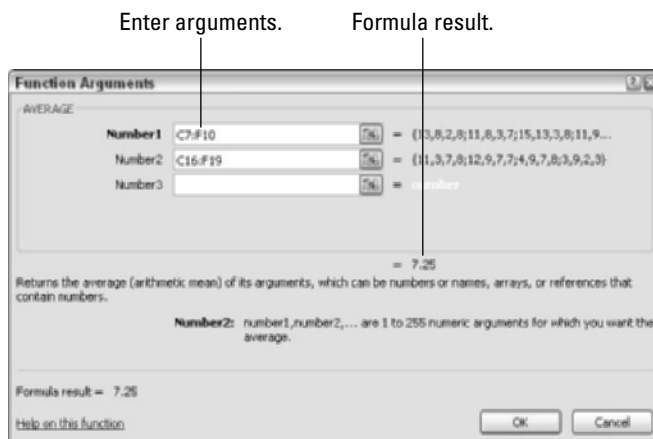 Enter arguments. Formula result.
Function Arguments
AVERAGE
Number1 C7:F10 = {13,8,2,8;11,8,3,7;15,13,3,8;11,9...
Number2 C16:F19 = {11,3,7,8;12,9,7,7;4,9,7,8;3,9,2,3}
Number3 = number
= 7.25
Returns the average (arithmetic mean) of its arguments, which can be numbers or names, arrays, or references that
contain numbers.
Number2: number1,number2,... are 1 to 255 numeric arguments for which you want the
average.
Formula result = 7.25
Help on this function OK Cancel